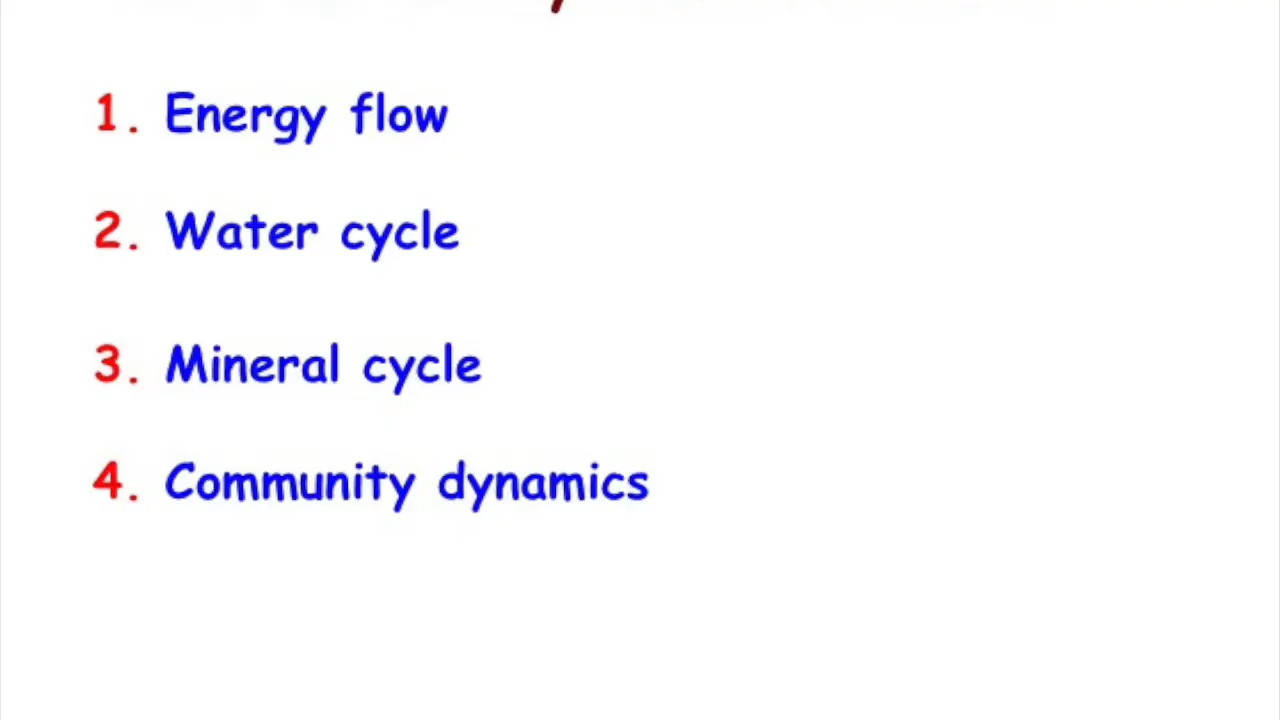 1. Energy flow
2. Water cycle
3. Mineral cycle
4. Community dynamics